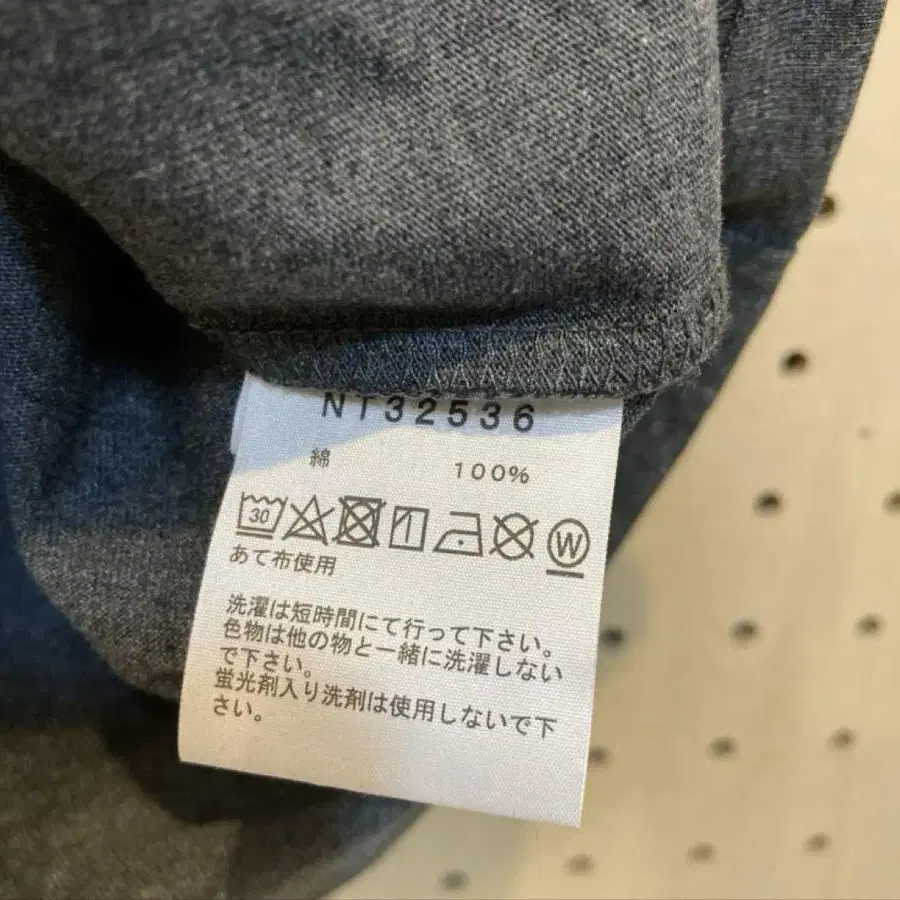 NT32536
綿 100%
30
W
あて布使用
洗濯は短時間にて行って下さい。
色物は他の物と一緒に洗濯しない
で下さい。
蛍光剤入り洗剤は使用しないで下
さい。